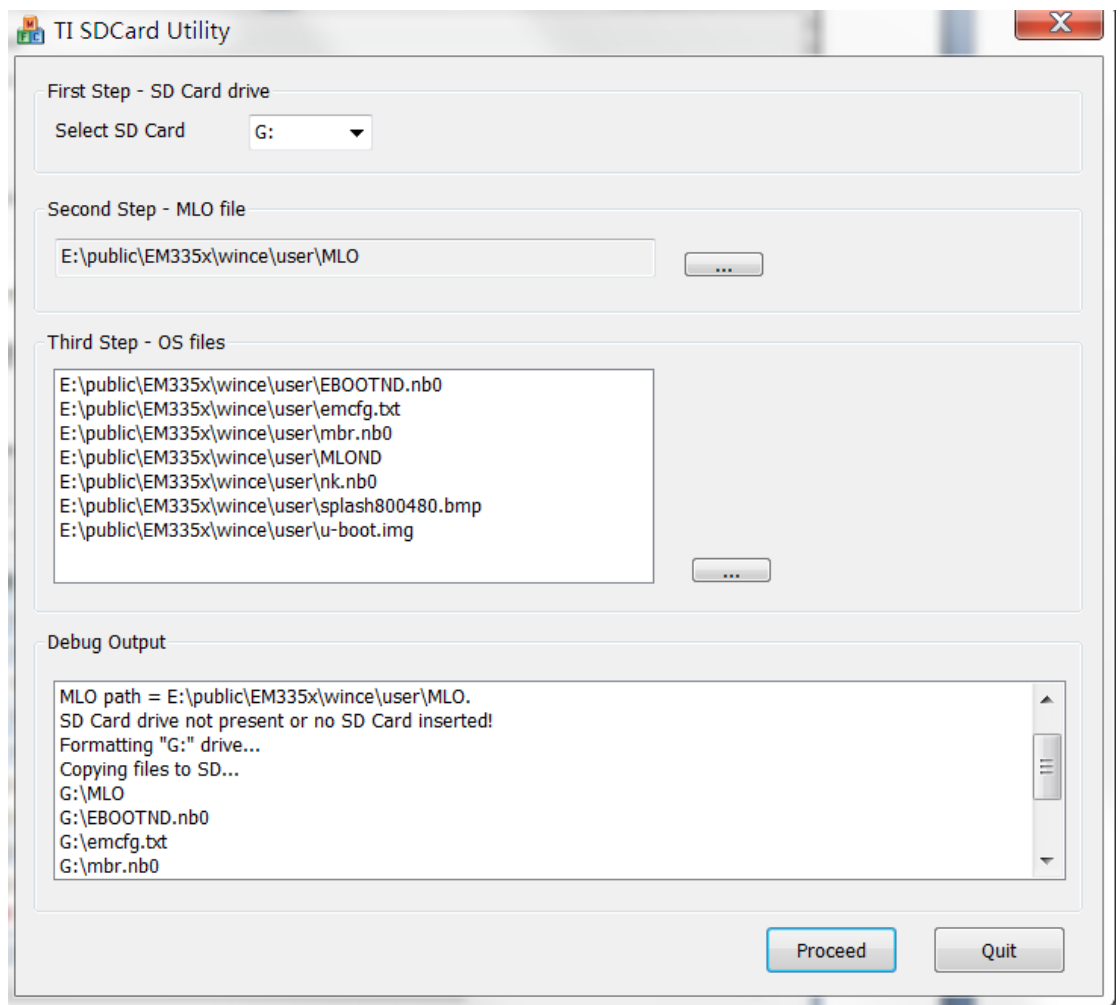 TI SDCard Utility
First Step - SD Card drive
Select SD Card G:
Second Step - MLO file
E:\public\EM335x\wince\user\MLO
...
Third Step - OS files
E:\public\EM335x\wince\user\EBOOTND.nb0
E:\public\EM335x\wince\user\emcfg.txt
E:\public\EM335x\wince\user\mbr.nb0
E:\public\EM335x\wince\user\MLOND
E:\public\EM335x\wince\user\nk.nb0
E:\public\EM335x\wince\user\splash800480.bmp
E:\public\EM335x\wince\user\u-boot.img
...
Debug Output
MLO path = E:\public\EM335x\wince\user\MLO.
SD Card drive not present or no SD Card inserted!
Formatting "G:" drive...
Copying files to SD...
G:\MLO
G:\EBOOTND.nb0
G:\emcfg.txt
G:\mbr.nb0
Proceed Quit